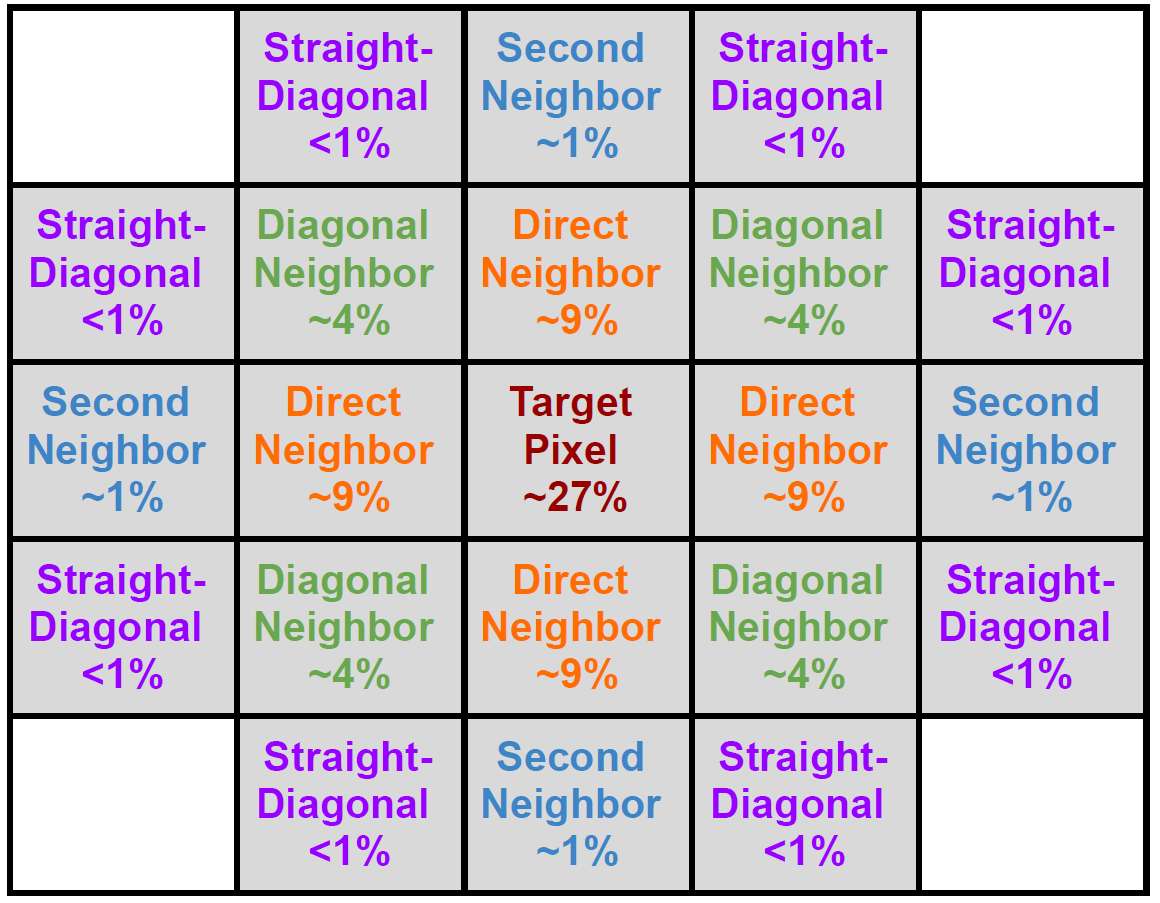 Straight-
Diagonal
<1%
Second
Neighbor
~1%
Straight-
Diagonal
<1%
Straight-
Diagonal
<1%
Diagonal
Neighbor
~4%
Direct
Neighbor
~9%
Diagonal
Neighbor
~4%
Straight-
Diagonal
<1%
Second
Neighbor
~1%
Direct
Neighbor
~9%
Target
Pixel
~27%
Direct
Neighbor
~9%
Second
Neighbor
~1%
Straight-
Diagonal
<1%
Diagonal
Neighbor
~4%
Direct
Neighbor
~9%
Diagonal
Neighbor
~4%
Straight-
Diagonal
<1%
Straight-
Diagonal
<1%
Second
Neighbor
~1%
Straight-
Diagonal
<1%